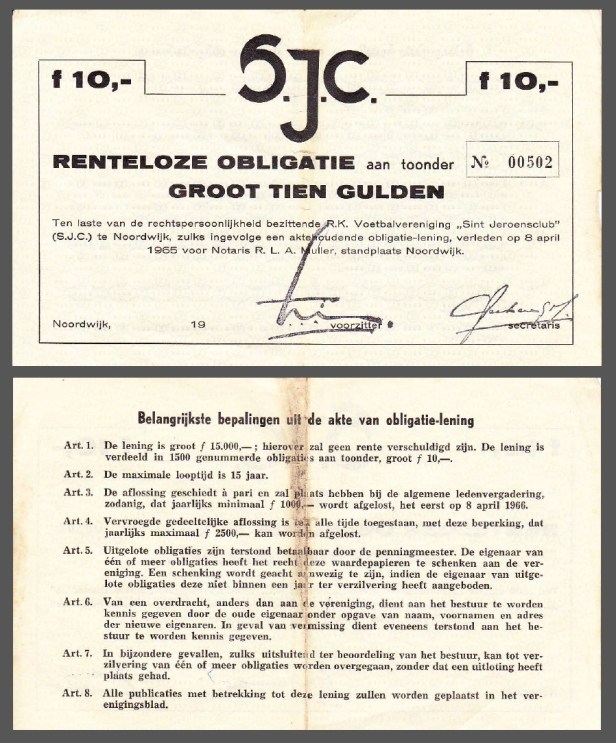 S.J.C.
f 10,-
f 10,-
RENTELOZE OBLIGATIE aan toonder № 00502
GROOT TIEN GULDEN
Ten laste van de rechtspersoonlijkheid bezittende R.K. Voetbalvereniging „Sint Jeroensclub”
(S.J.C.) te Noordwijk, zulks ingevolge een aktehoudende obligatie-lening, verleden op 8 april
1965 voor Notaris R. L. A. Muller, standplaats Noordwijk.
Noordwijk, 19 voorzitter secretaris
Belangrijkste bepalingen uit de akte van obligatie-lening
Art. 1. De lening is groot f 15.000,—; hierover zal geen rente verschuldigd zijn. De lening is
verdeeld in 1500 genummerde obligaties aan toonder, groot f 10,—.
Art. 2. De maximale looptijd is 15 jaar.
Art. 3. De aflossing geschiedt à pari en zal plaats hebben bij de algemene ledenvergadering,
zodanig, dat jaarlijks minimaal f 1000,— wordt afgelost, het eerst op 8 april 1966.
Art. 4. Vervroegde gedeeltelijke aflossing is ten alle tijde toegestaan, met deze beperking, dat
jaarlijks maximaal f 2500,— kan worden afgelost.
Art. 5. Uitgelote obligaties zijn terstond betaalbaar door de penningmeester. De eigenaar van
één of meer obligaties heeft het recht deze waardepapieren te schenken aan de ver-
eniging. Een schenking wordt geacht aanwezig te zijn, indien de eigenaar van uitge-
lote obligaties deze niet binnen een jaar ter verzilvering heeft aangeboden.
Art. 6. Van een overdracht, anders dan aan de vereniging, dient aan het bestuur te worden
kennis gegeven door de oude eigenaar onder opgave van naam, voornamen en adres
der nieuwe eigenaren. In geval van vermissing dient eveneens terstond aan het be-
stuur te worden kennis gegeven.
Art. 7. In bijzondere gevallen, zulks uitsluitend ter beoordeling van het bestuur, kan tot ver-
zilvering van één of meer obligaties worden overgegaan, zonder dat een uitloting heeft
plaats gehad.
Art. 8. Alle publicaties met betrekking tot deze lening zullen worden geplaatst in het ver-
enigingsblad.